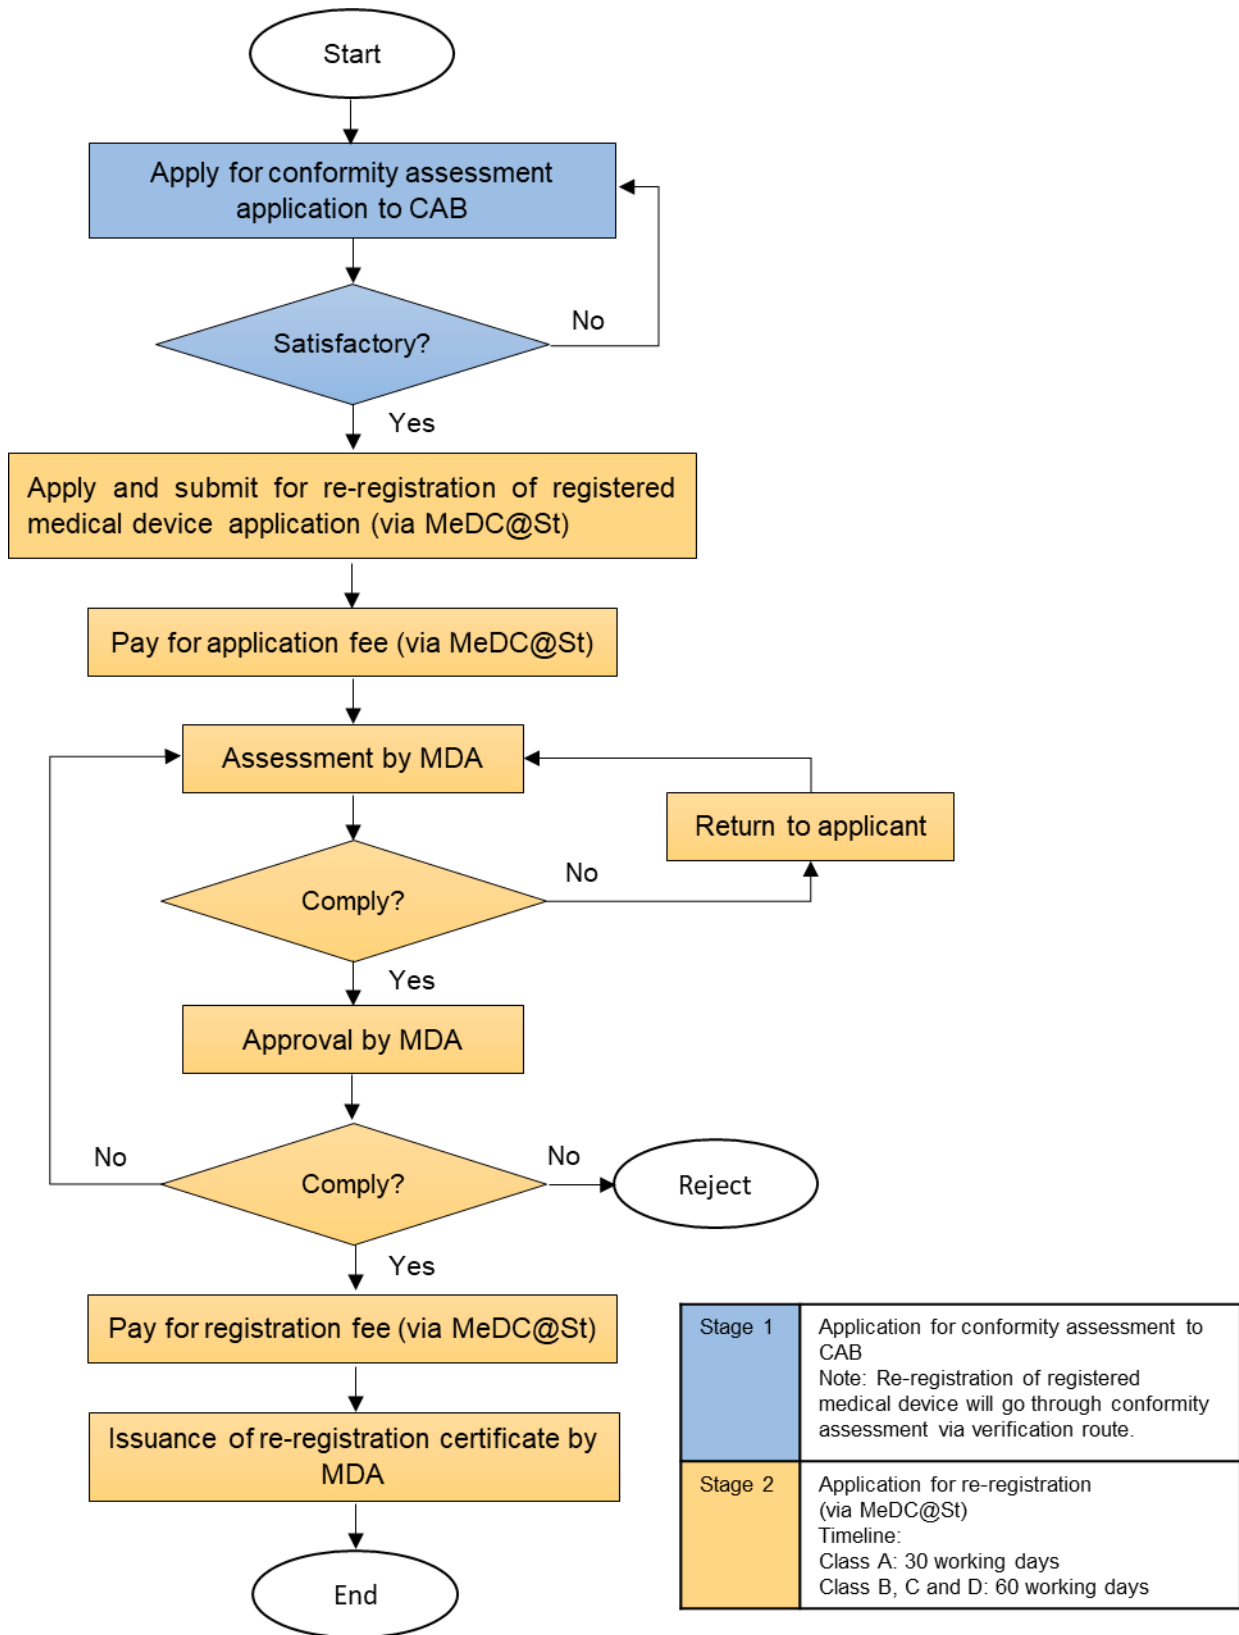 Start
Apply for conformity assessment
application to CAB
No
Satisfactory?
Yes
Apply and submit for re-registration of registered
medical device application (via MeDC@St)
Pay for application fee (via MeDC@St)
Assessment by MDA
Return to applicant
No
Comply?
Yes
Approval by MDA
No
No
Comply?
Reject
Yes
Pay for registration fee (via MeDC@St)
Issuance of re-registration certificate by
MDA
End
Stage 1
Application for conformity assessment to
CAB
Note: Re-registration of registered
medical device will go through conformity
assessment via verification route.
Stage 2
Application for re-registration
(via MeDC@St)
Timeline:
Class A: 30 working days
Class B, C and D: 60 working days